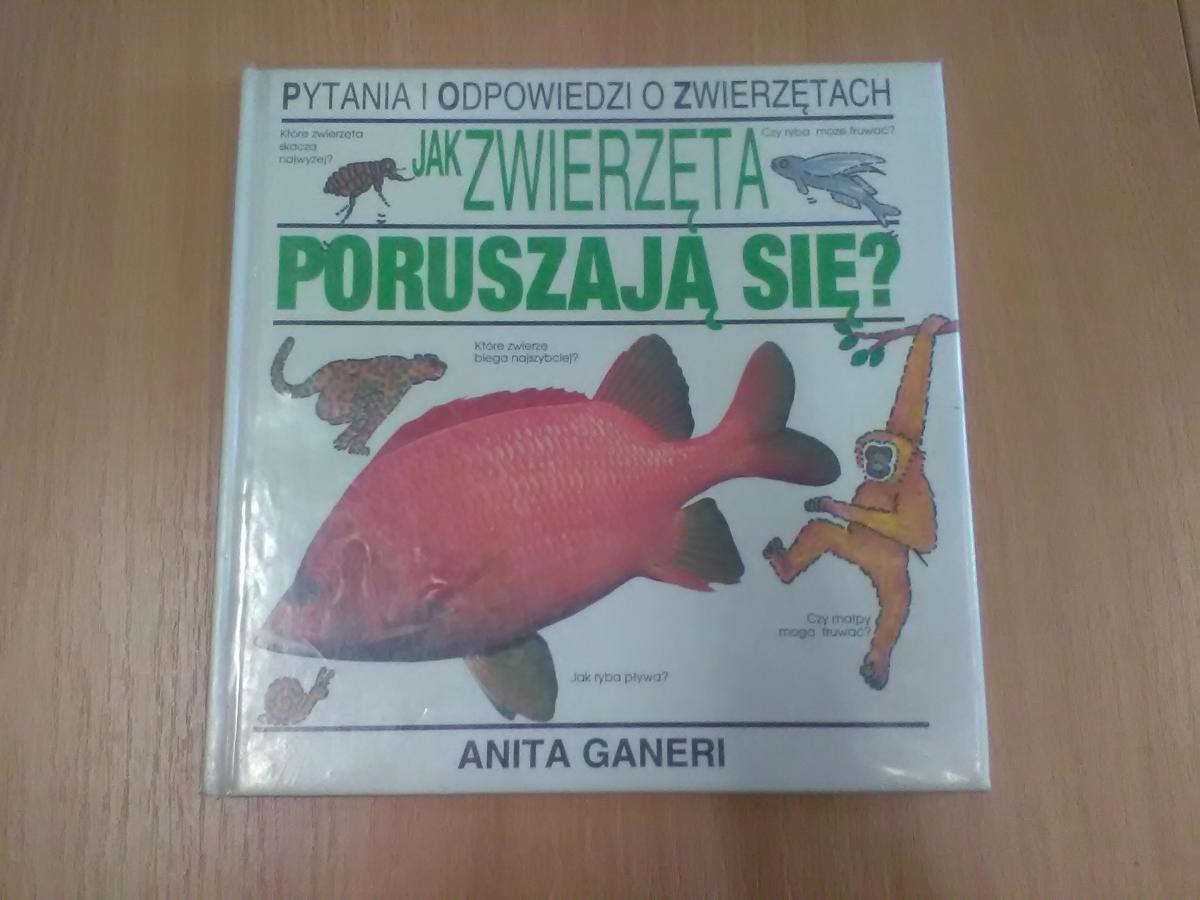 PYTANIA I ODPOWIEDZI O ZWIERZĘTACH
Które zwierzęta
skaczą
najwyżej?
JAK ZWIERZĘTA
Czy ryba może fruwać?
PORUSZAJĄ SIĘ?
Które zwierzę
biega najszybciej?
Czy małpy
mogą fruwać?
Jak ryba pływa?
ANITA GANERI